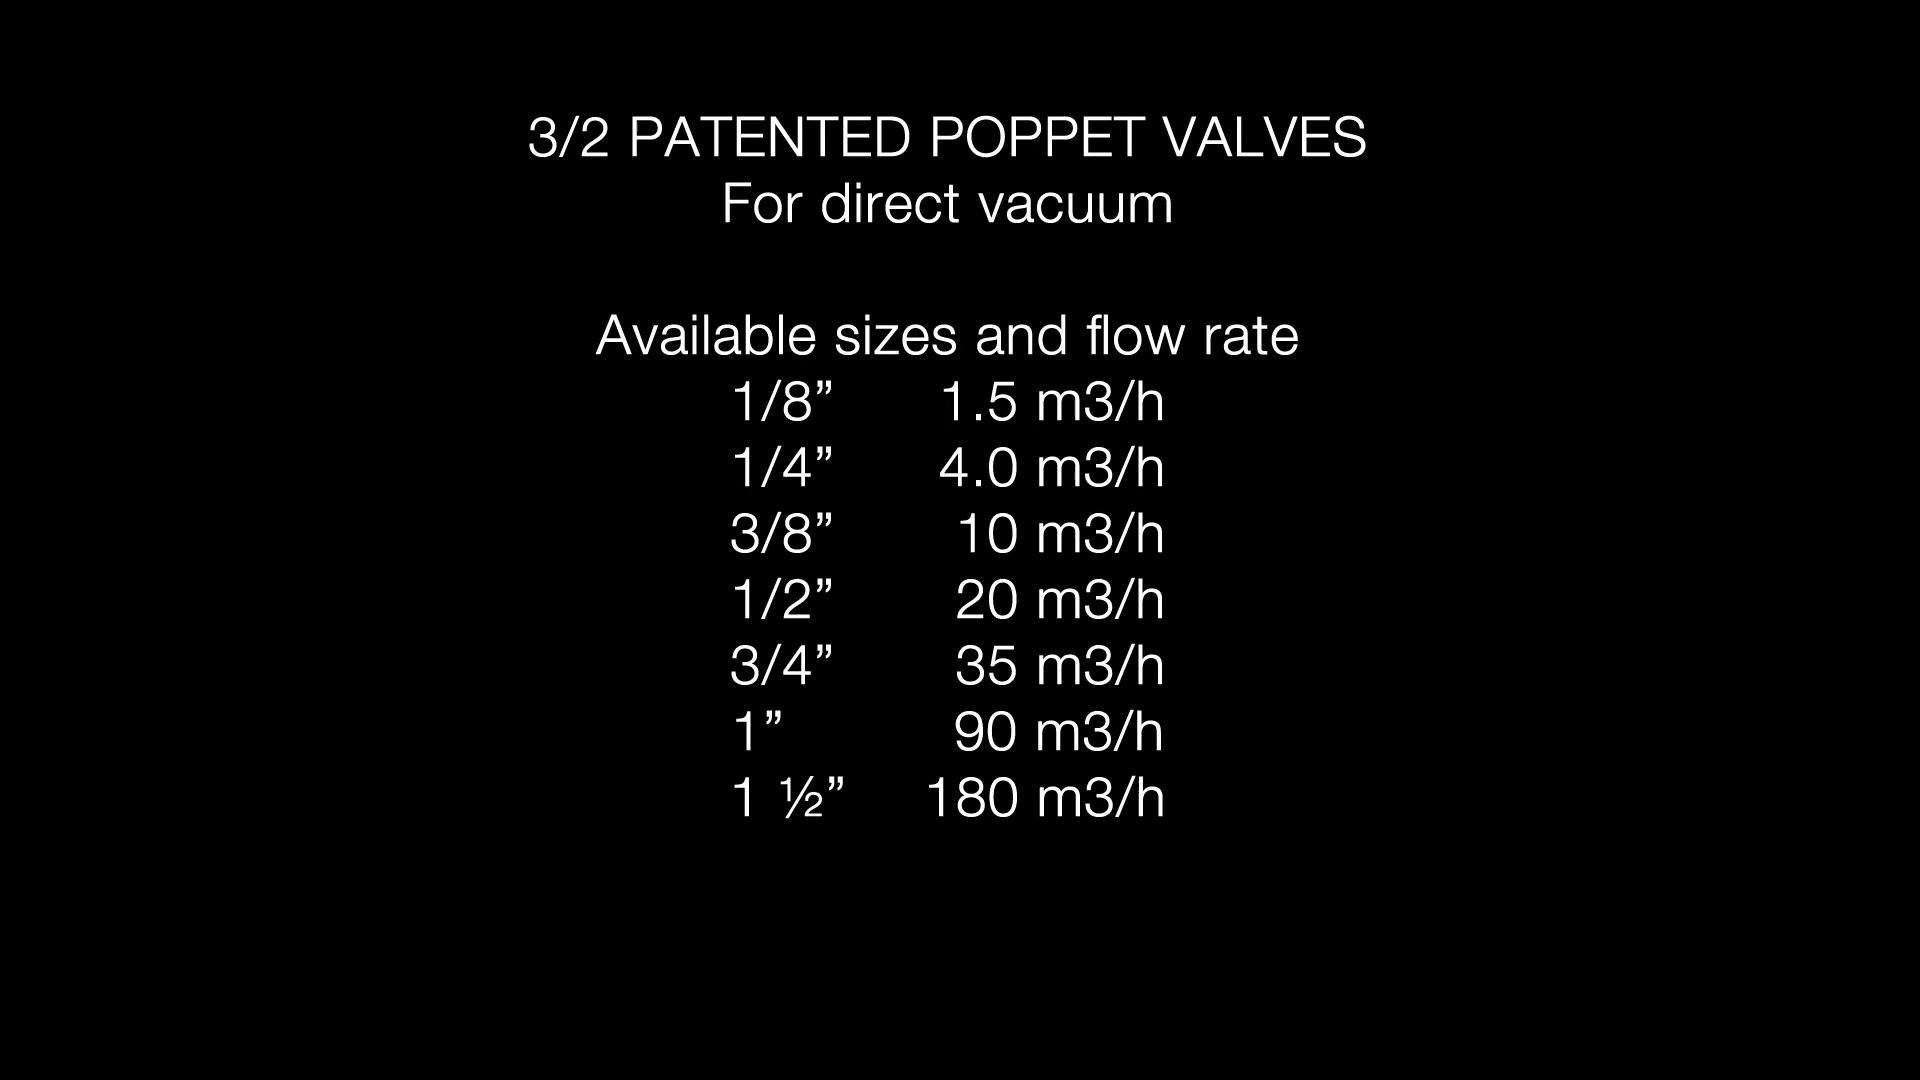 3/2 PATENTED POPPET VALVES
For direct vacuum
Available sizes and flow rate
1/8” 1.5 m3/h
1/4” 4.0 m3/h
3/8” 10 m3/h
1/2” 20 m3/h
3/4” 35 m3/h
1” 90 m3/h
1 ½” 180 m3/h